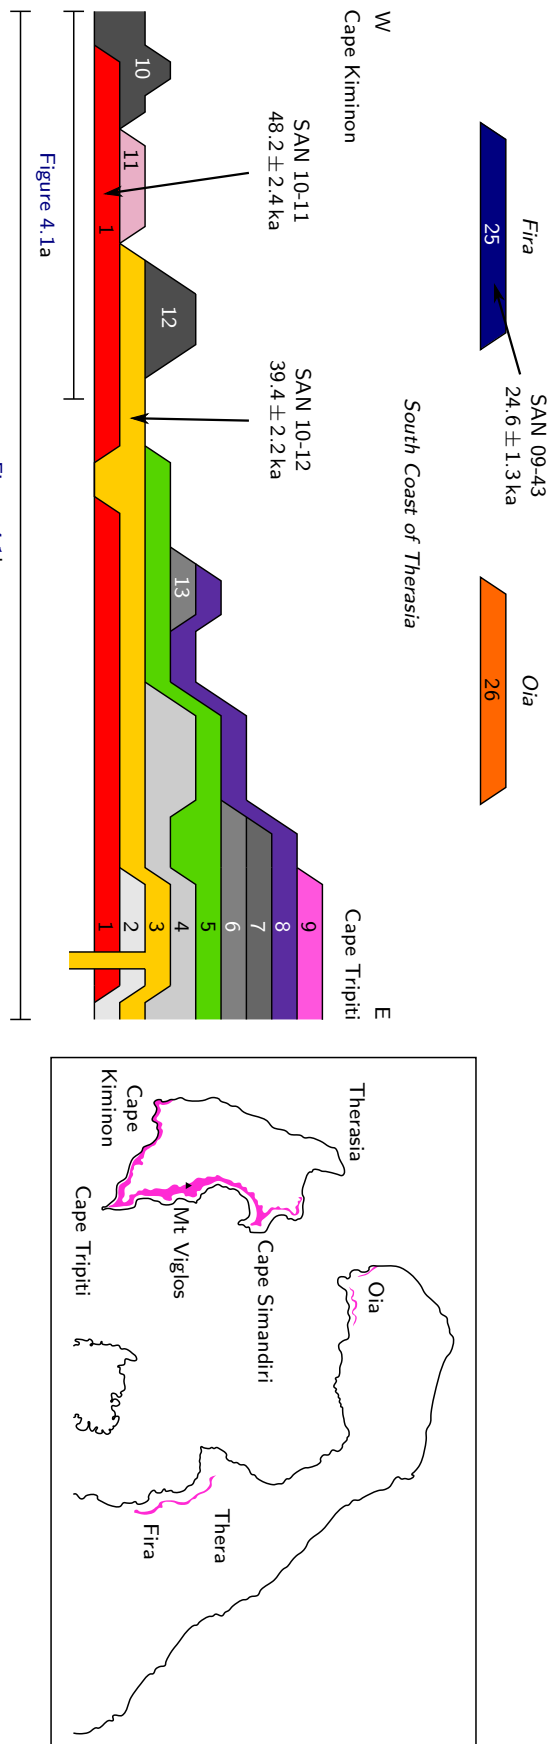 Fira
25
SAN 09-43
24.6 ± 1.3 ka
Oia
26
South Coast of Therasia
W
Cape Kiminon
E
Cape Tripiti
SAN 10-11
48.2 ± 2.4 ka
SAN 10-12
39.4 ± 2.2 ka
10
11
1
12
13
9
8
7
6
5
4
3
2
1
Figure 4.1a
Therasia
Cape
Kiminon
Cape Tripiti
Mt Viglos
Cape Simandiri
Oia
Thera
Fira